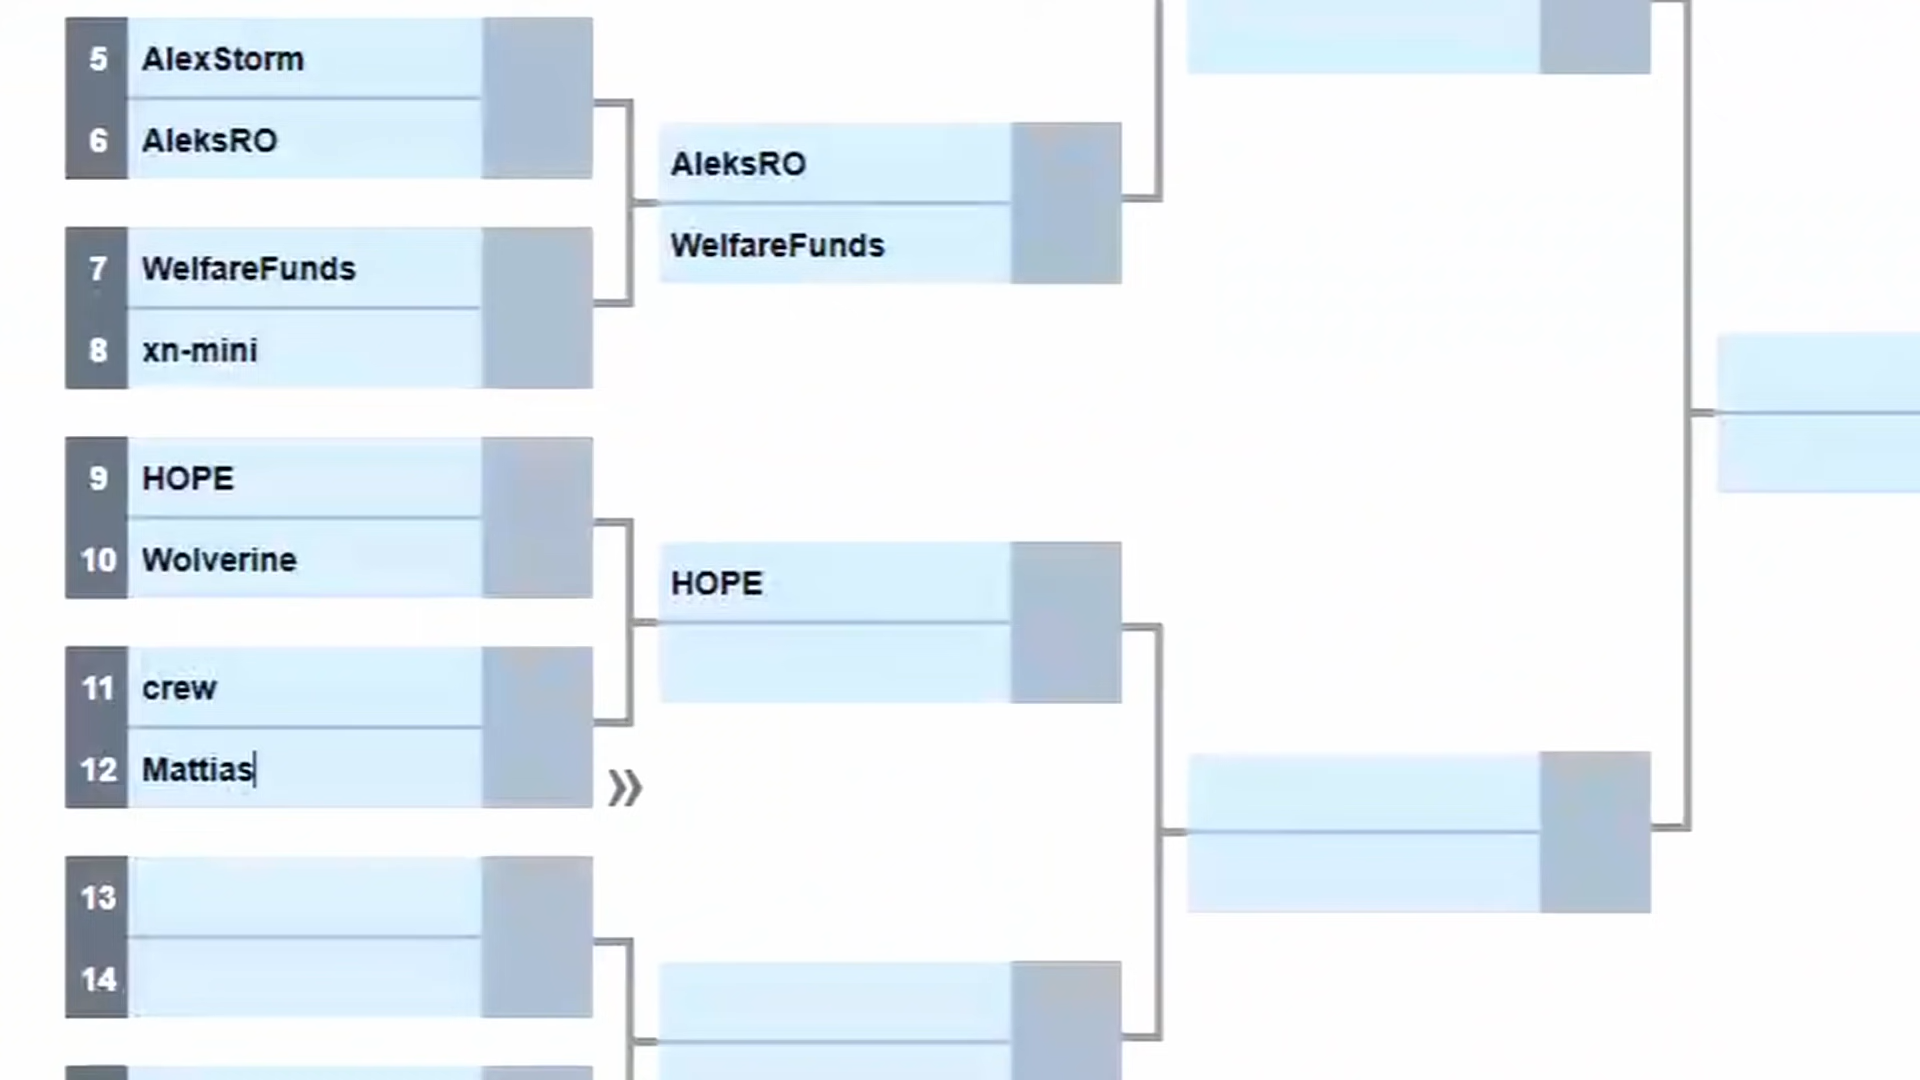 5 AlexStorm
6 AleksRO
7 WelfareFunds
8 xn-mini
9 HOPE
10 Wolverine
11 crew
12 Mattias
13
14
AleksRO
WelfareFunds
HOPE
»